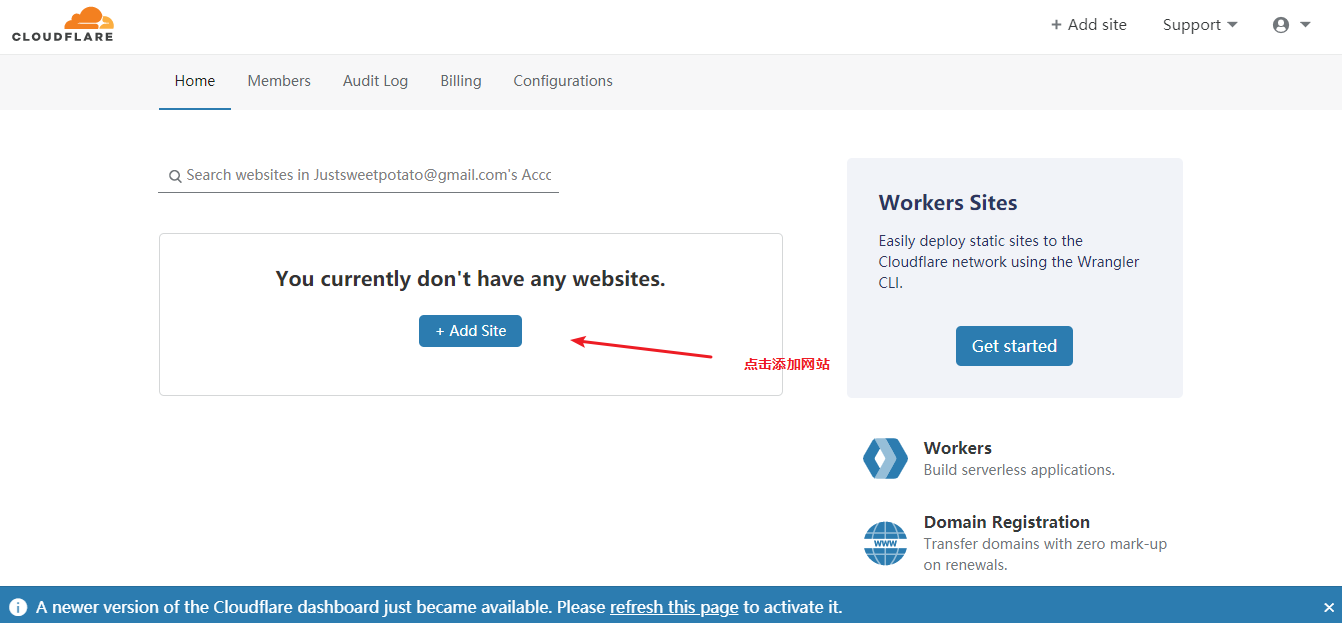 CLOUDFLARE
+ Add site
Support
Home
Members
Audit Log
Billing
Configurations
Search websites in Justsweetpotato@gmail.com's Acco
You currently don't have any websites.
+ Add Site
点击添加网站
Workers Sites
Easily deploy static sites to the
Cloudflare network using the Wrangler
CLI.
Get started
Workers
Build serverless applications.
WWW
Domain Registration
Transfer domains with zero mark-up
on renewals.
A newer version of the Cloudflare dashboard just became available. Please refresh this page to activate it.